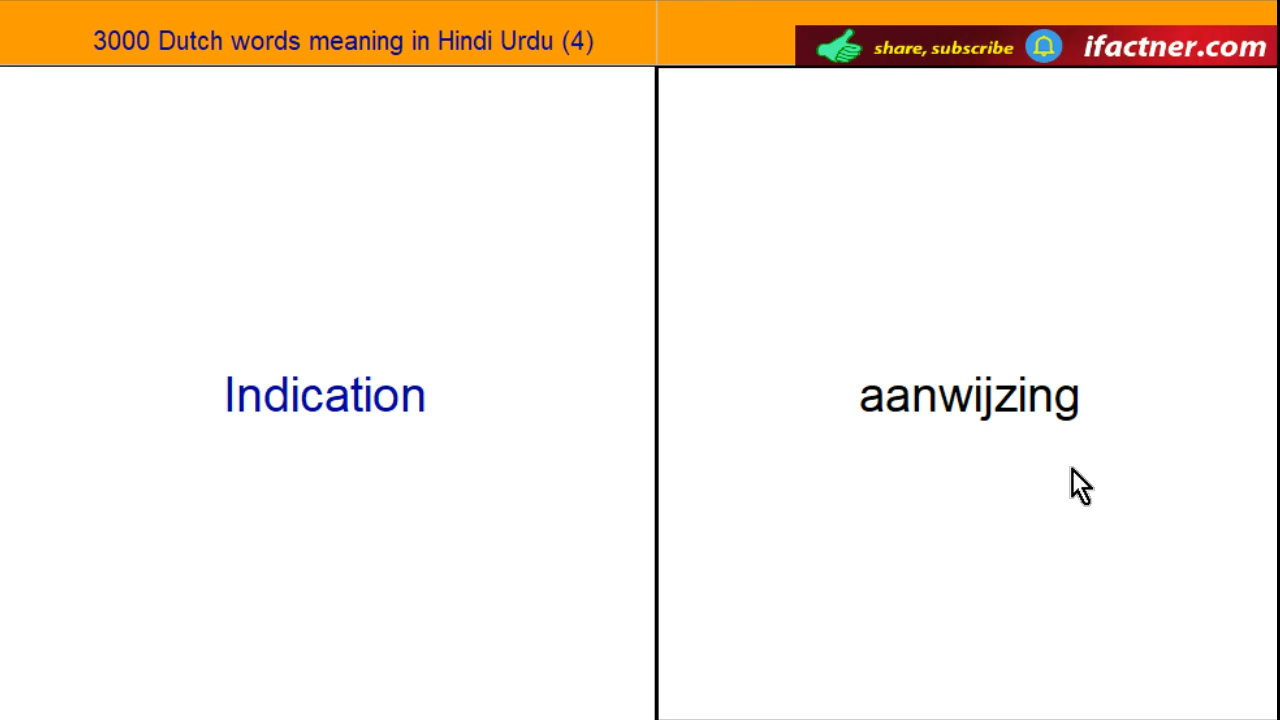 3000 Dutch words meaning in Hindi Urdu (4)
share, subscribe
ifactner.com
Indication
aanwijzing